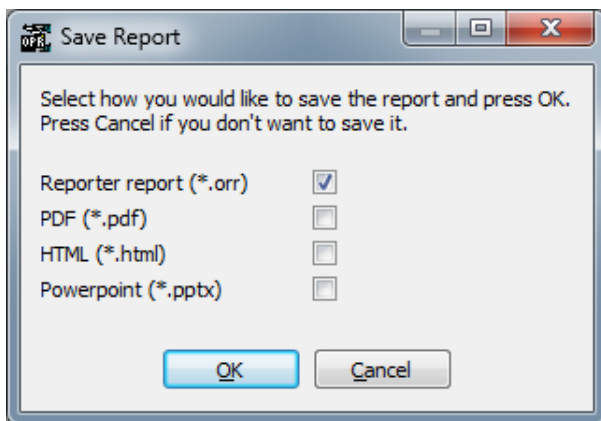 OPR
Save Report
X
Select how you would like to save the report and press OK.
Press Cancel if you don't want to save it.
Reporter report (*.orr)
PDF (*.pdf)
HTML (*.html)
Powerpoint (*.pptx)
OK
Cancel